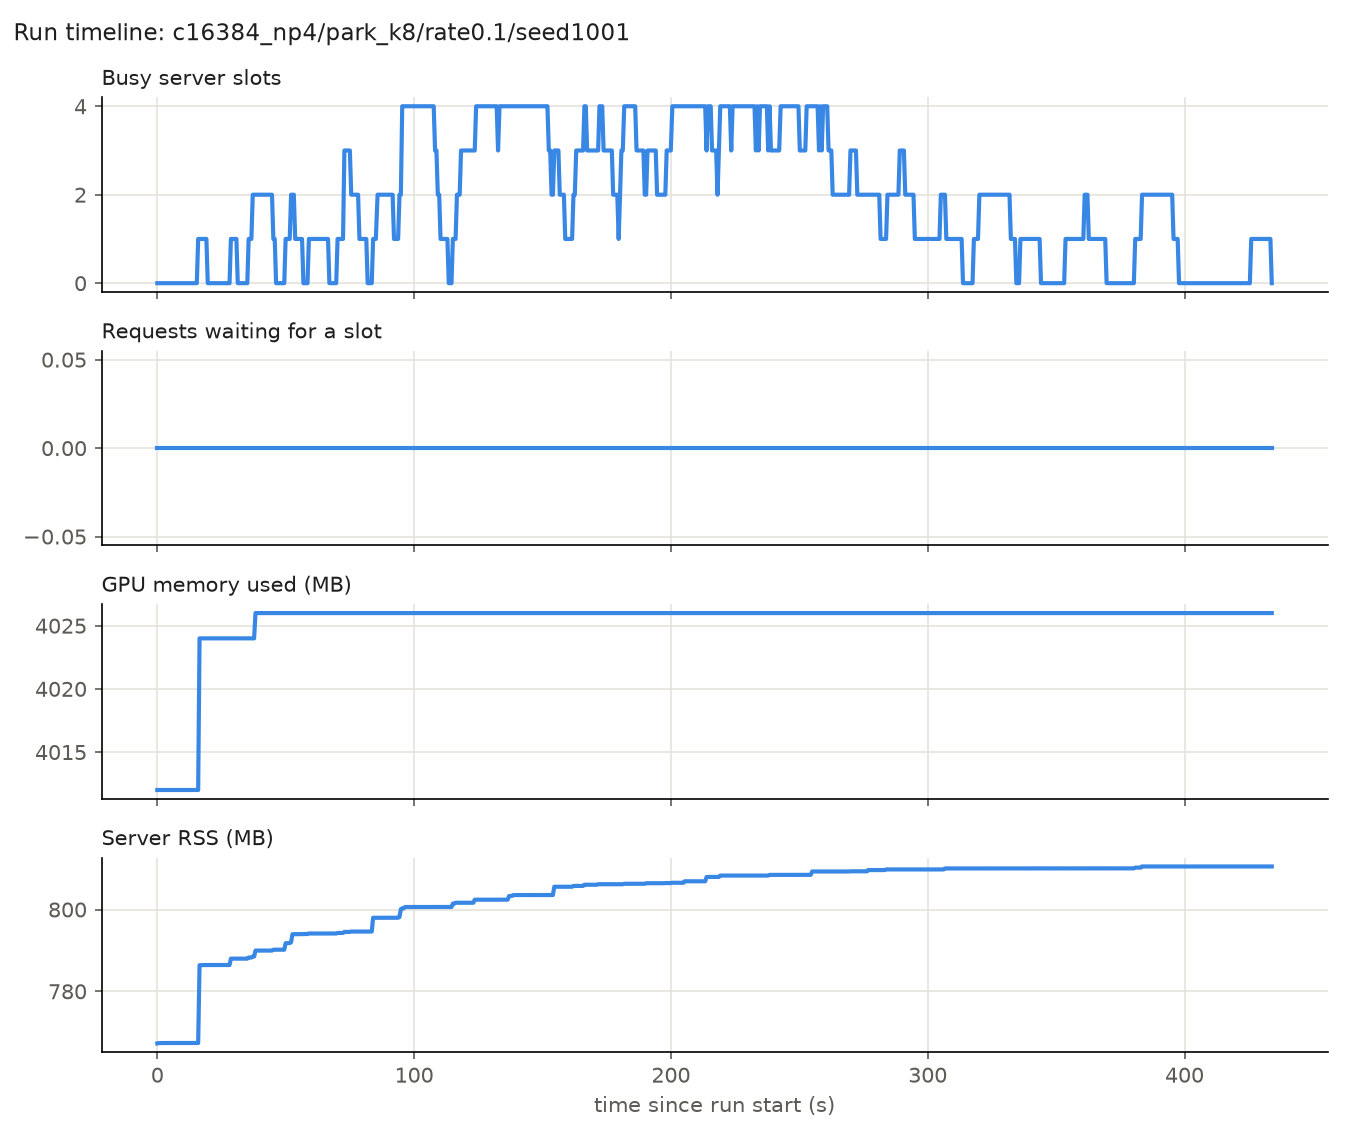 Run timeline: c16384_np4/park_k8/rate0.1/seed1001
Busy server slots
4
2
0
Requests waiting for a slot
0.05
0.00
−0.05
GPU memory used (MB)
4025
4020
4015
Server RSS (MB)
800
780
0 100 200 300 400
time since run start (s)